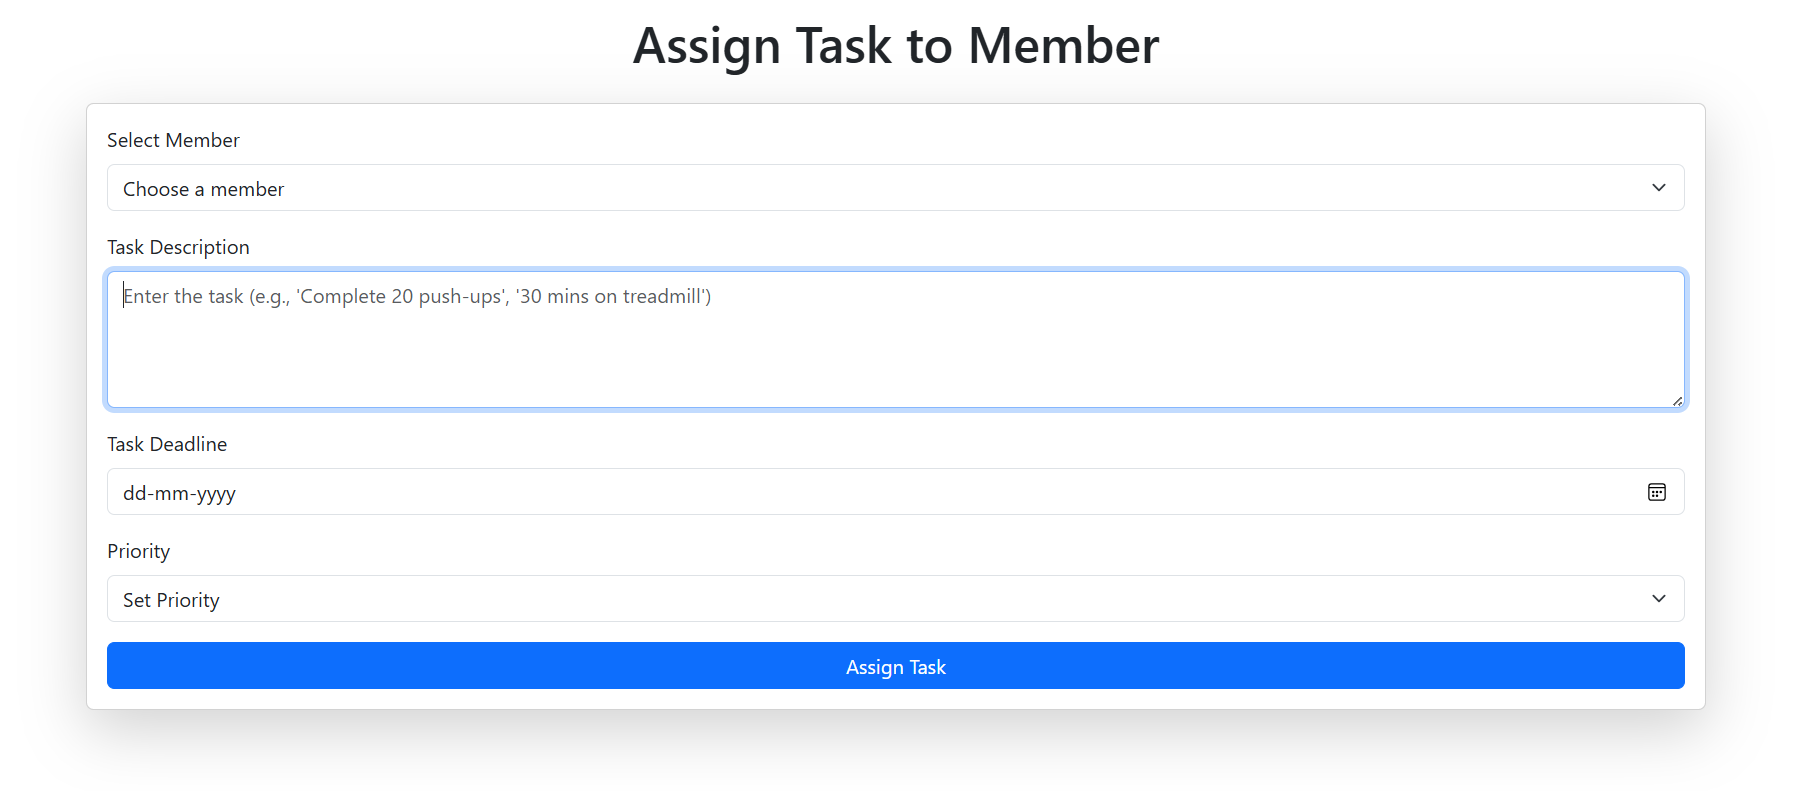 Assign Task to Member
Select Member
Choose a member
Task Description
Enter the task (e.g., 'Complete 20 push-ups', '30 mins on treadmill')
Task Deadline
dd-mm-yyyy
Priority
Set Priority
Assign Task